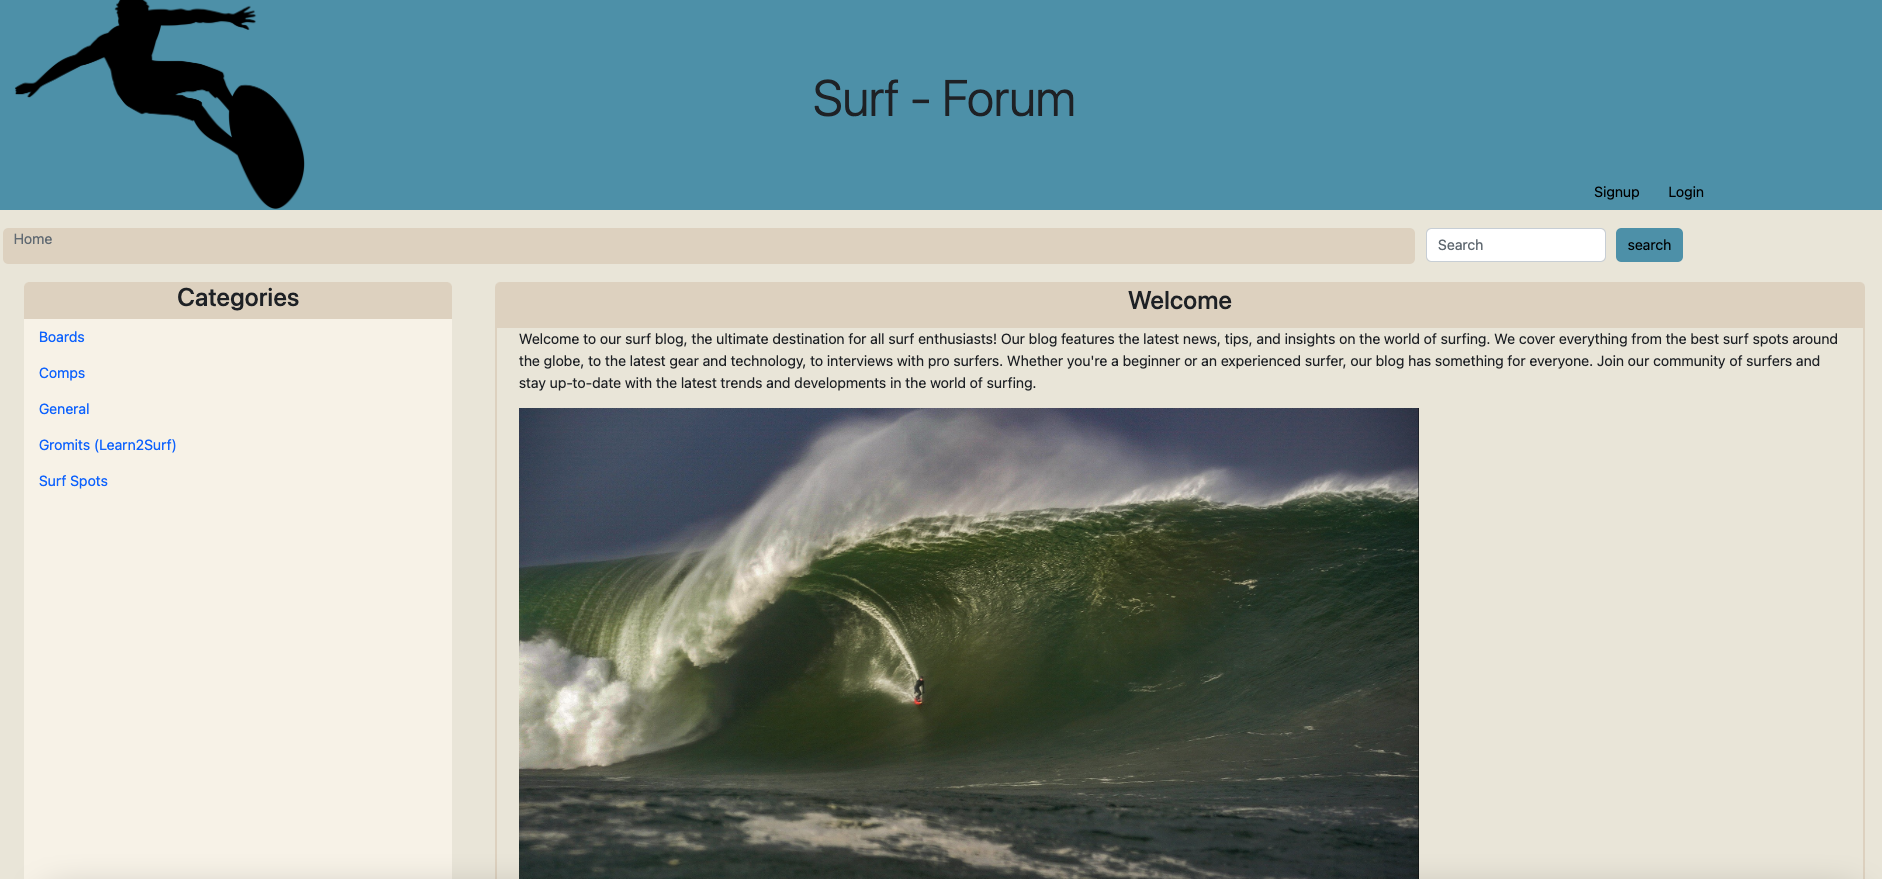 Surf - Forum
Signup Login
Home
Search
search
Categories
Boards
Comps
General
Gromits (Learn2Surf)
Surf Spots
Welcome
Welcome to our surf blog, the ultimate destination for all surf enthusiasts! Our blog features the latest news, tips, and insights on the world of surfing. We cover everything from the best surf spots around
the globe, to the latest gear and technology, to interviews with pro surfers. Whether you're a beginner or an experienced surfer, our blog has something for everyone. Join our community of surfers and
stay up-to-date with the latest trends and developments in the world of surfing.